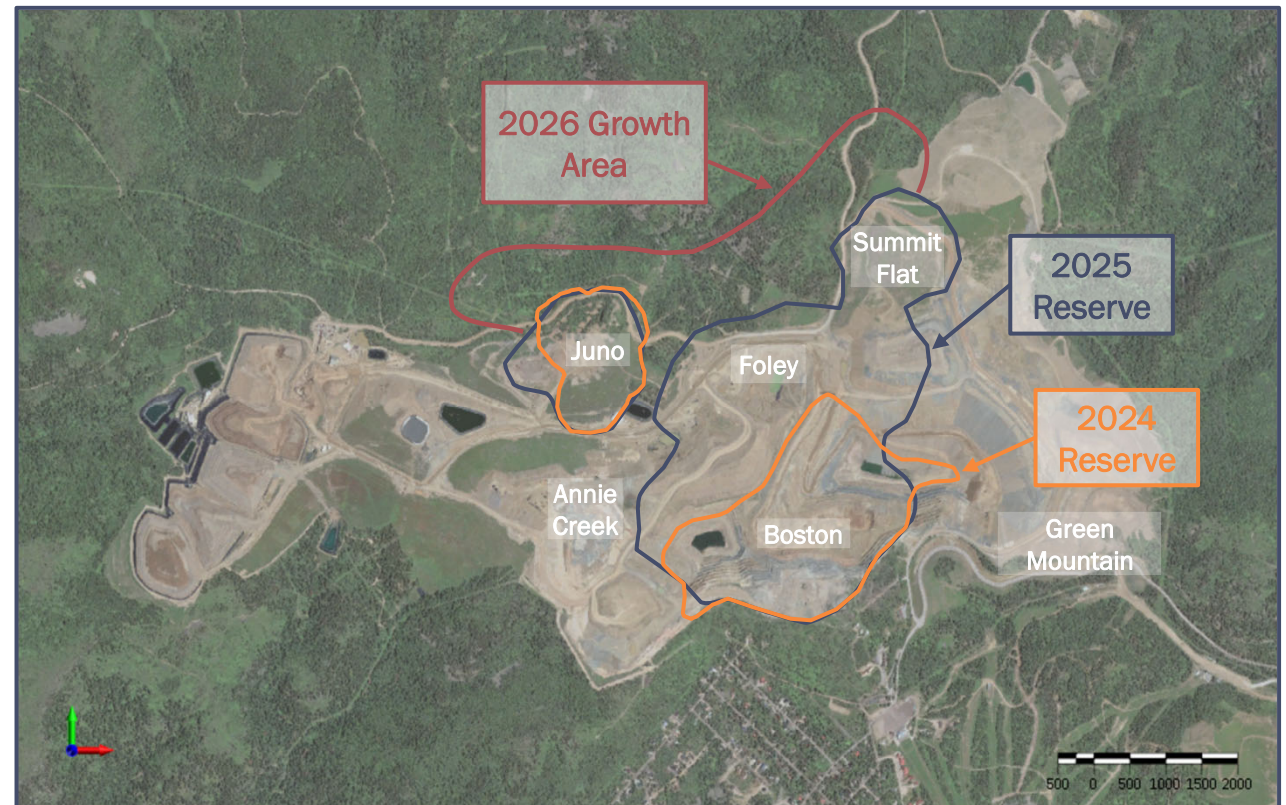 2026 Growth
Area
Summit
Flat
2025
Reserve
Juno
Foley
2024
Reserve
Annie
Creek
Boston
Green
Mountain
500 0 500 1000 1500 2000